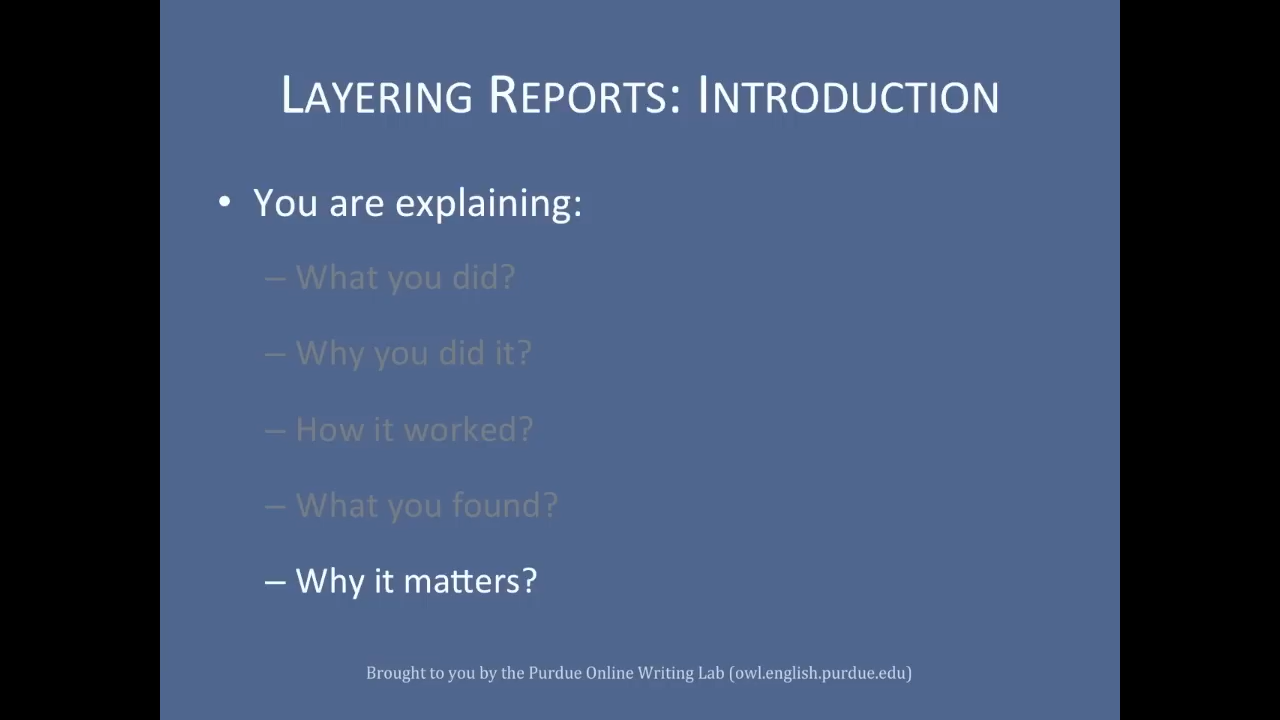 LAYERING REPORTS: INTRODUCTION
• You are explaining:
– What you did?
– Why you did it?
– How it worked?
– What you found?
– Why it matters?
Brought to you by the Purdue Online Writing Lab (owl.english.purdue.edu)